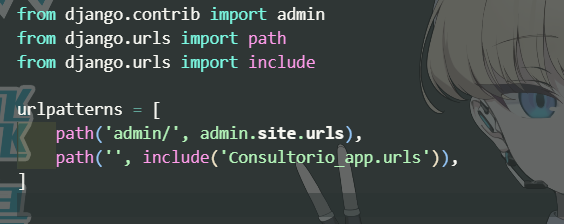 from django.contrib import admin
from django.urls import path
from django.urls import include

urlpatterns = [
    path('admin/', admin.site.urls),
    path('', include('Consultorio_app.urls')),
]